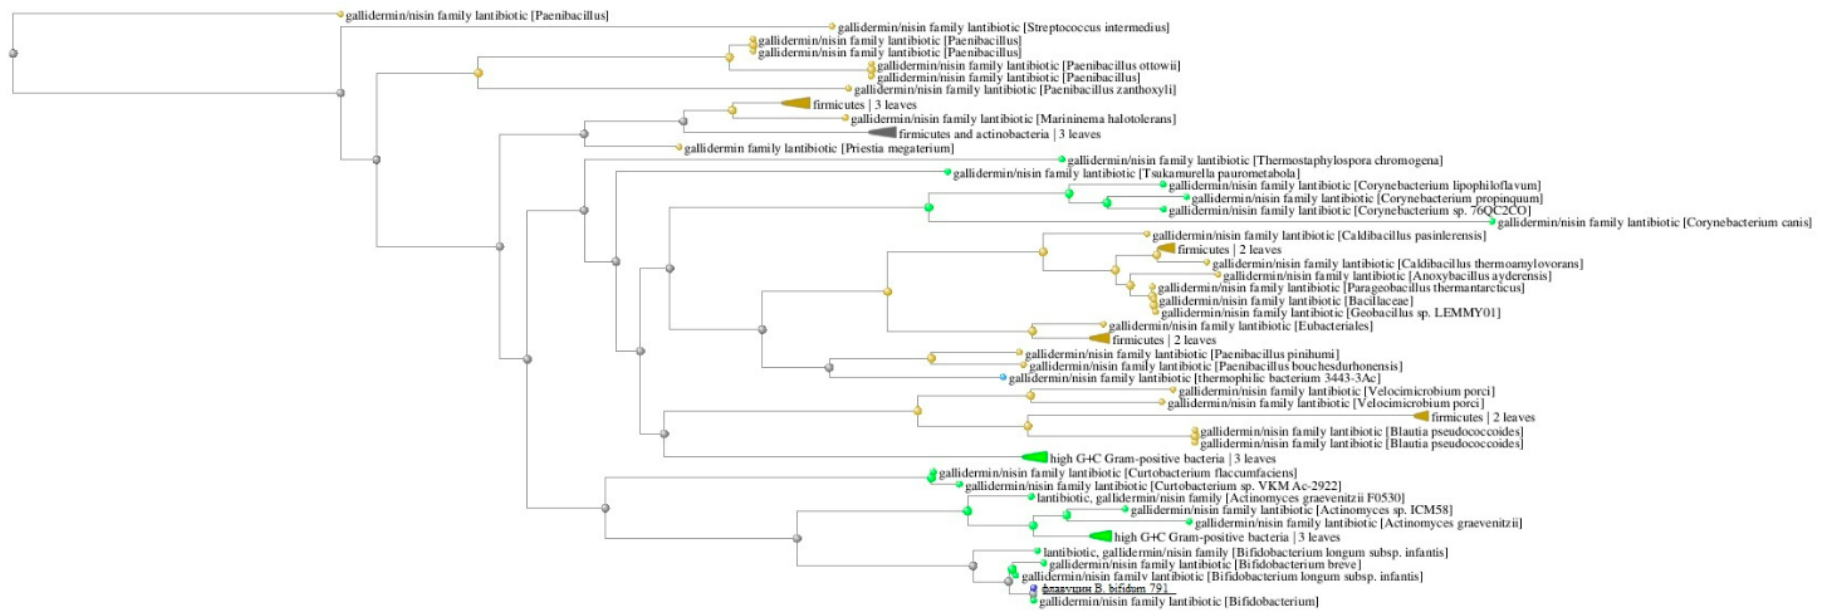 gallidermin/nisin family lantibiotic [Paenibacillus]
gallidermin/nisin family lantibiotic [Streptococcus intermedius]
gallidermin/nisin family lantibiotic [Paenibacillus]
gallidermin/nisin family lantibiotic [Paenibacillus]
gallidermin/nisin family lantibiotic [Paenibacillus ottowii]
gallidermin/nisin family lantibiotic [Paenibacillus]
gallidermin/nisin family lantibiotic [Paenibacillus zanthoxyli]
firmicutes | 3 leaves
gallidermin/nisin family lantibiotic [Marininema halotolerans]
firmicutes and actinobacteria | 3 leaves
gallidermin family lantibiotic [Priestia megaterium]
gallidermin/nisin family lantibiotic [Thermostaphylospora chromogena]
gallidermin/nisin family lantibiotic [Tsukamurella paurometabola]
gallidermin/nisin family lantibiotic [Corynebacterium lipophiloflavum]
gallidermin/nisin family lantibiotic [Corynebacterium propinquum]
gallidermin/nisin family lantibiotic [Corynebacterium sp. 76QC2CO]
gallidermin/nisin family lantibiotic [Corynebacterium canis]
gallidermin/nisin family lantibiotic [Caldibacillus pasinlerensis]
firmicutes | 2 leaves
gallidermin/nisin family lantibiotic [Caldibacillus thermoamylovorans]
gallidermin/nisin family lantibiotic [Anoxybacillus ayderensis]
gallidermin/nisin family lantibiotic [Parageobacillus thermantarcticus]
gallidermin/nisin family lantibiotic [Bacillaceae]
gallidermin/nisin family lantibiotic [Geobacillus sp. LEMMY01]
gallidermin/nisin family lantibiotic [Eubacteriales]
firmicutes | 2 leaves
gallidermin/nisin family lantibiotic [Paenibacillus pinihumi]
gallidermin/nisin family lantibiotic [Paenibacillus bouchesdurhonensis]
gallidermin/nisin family lantibiotic [thermophilic bacterium 3443-3Ac]
gallidermin/nisin family lantibiotic [Velocimicrobium porci]
gallidermin/nisin family lantibiotic [Velocimicrobium porci]
firmicutes | 2 leaves
gallidermin/nisin family lantibiotic [Blautia pseudococcoides]
gallidermin/nisin family lantibiotic [Blautia pseudococcoides]
high G+C Gram-positive bacteria | 3 leaves
gallidermin/nisin family lantibiotic [Curtobacterium flaccumfaciens]
gallidermin/nisin family lantibiotic [Curtobacterium sp. VKM Ac-2922]
lantibiotic, gallidermin/nisin family [Actinomyces graevenitzii F0530]
gallidermin/nisin family lantibiotic [Actinomyces sp. ICM58]
gallidermin/nisin family lantibiotic [Actinomyces graevenitzii]
high G+C Gram-positive bacteria | 3 leaves
lantibiotic, gallidermin/nisin family [Bifidobacterium longum subsp. infantis]
gallidermin/nisin family lantibiotic [Bifidobacterium breve]
gallidermin/nisin family lantibiotic [Bifidobacterium longum subsp. infantis]
флавуцин B. bifidum 791
gallidermin/nisin family lantibiotic [Bifidobacterium]